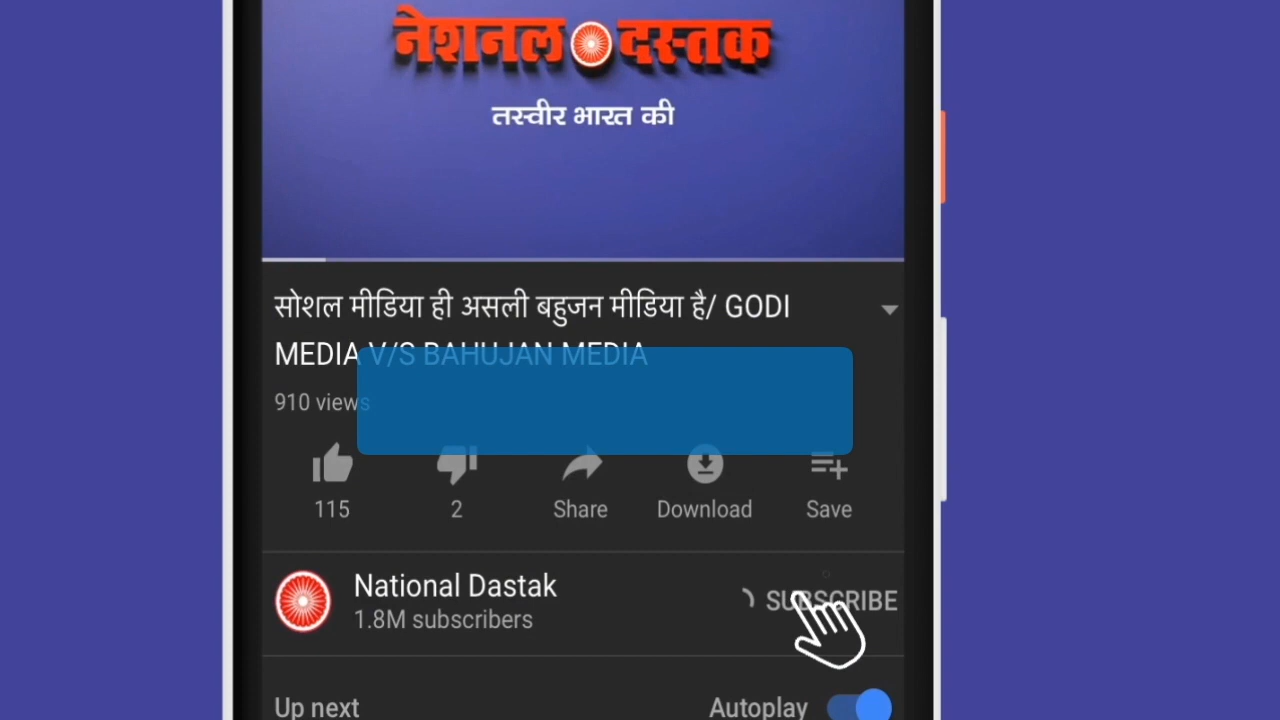 नेशनल दस्तक
तस्वीर भारत की
सोशल मीडिया ही असली बहुजन मीडिया है/ GODI
MEDIA V/S BAHUJAN MEDIA
910 views
115
2
Share
Download
Save
National Dastak
SUBSCRIBE
1.8M subscribers
Up next
Autoplay